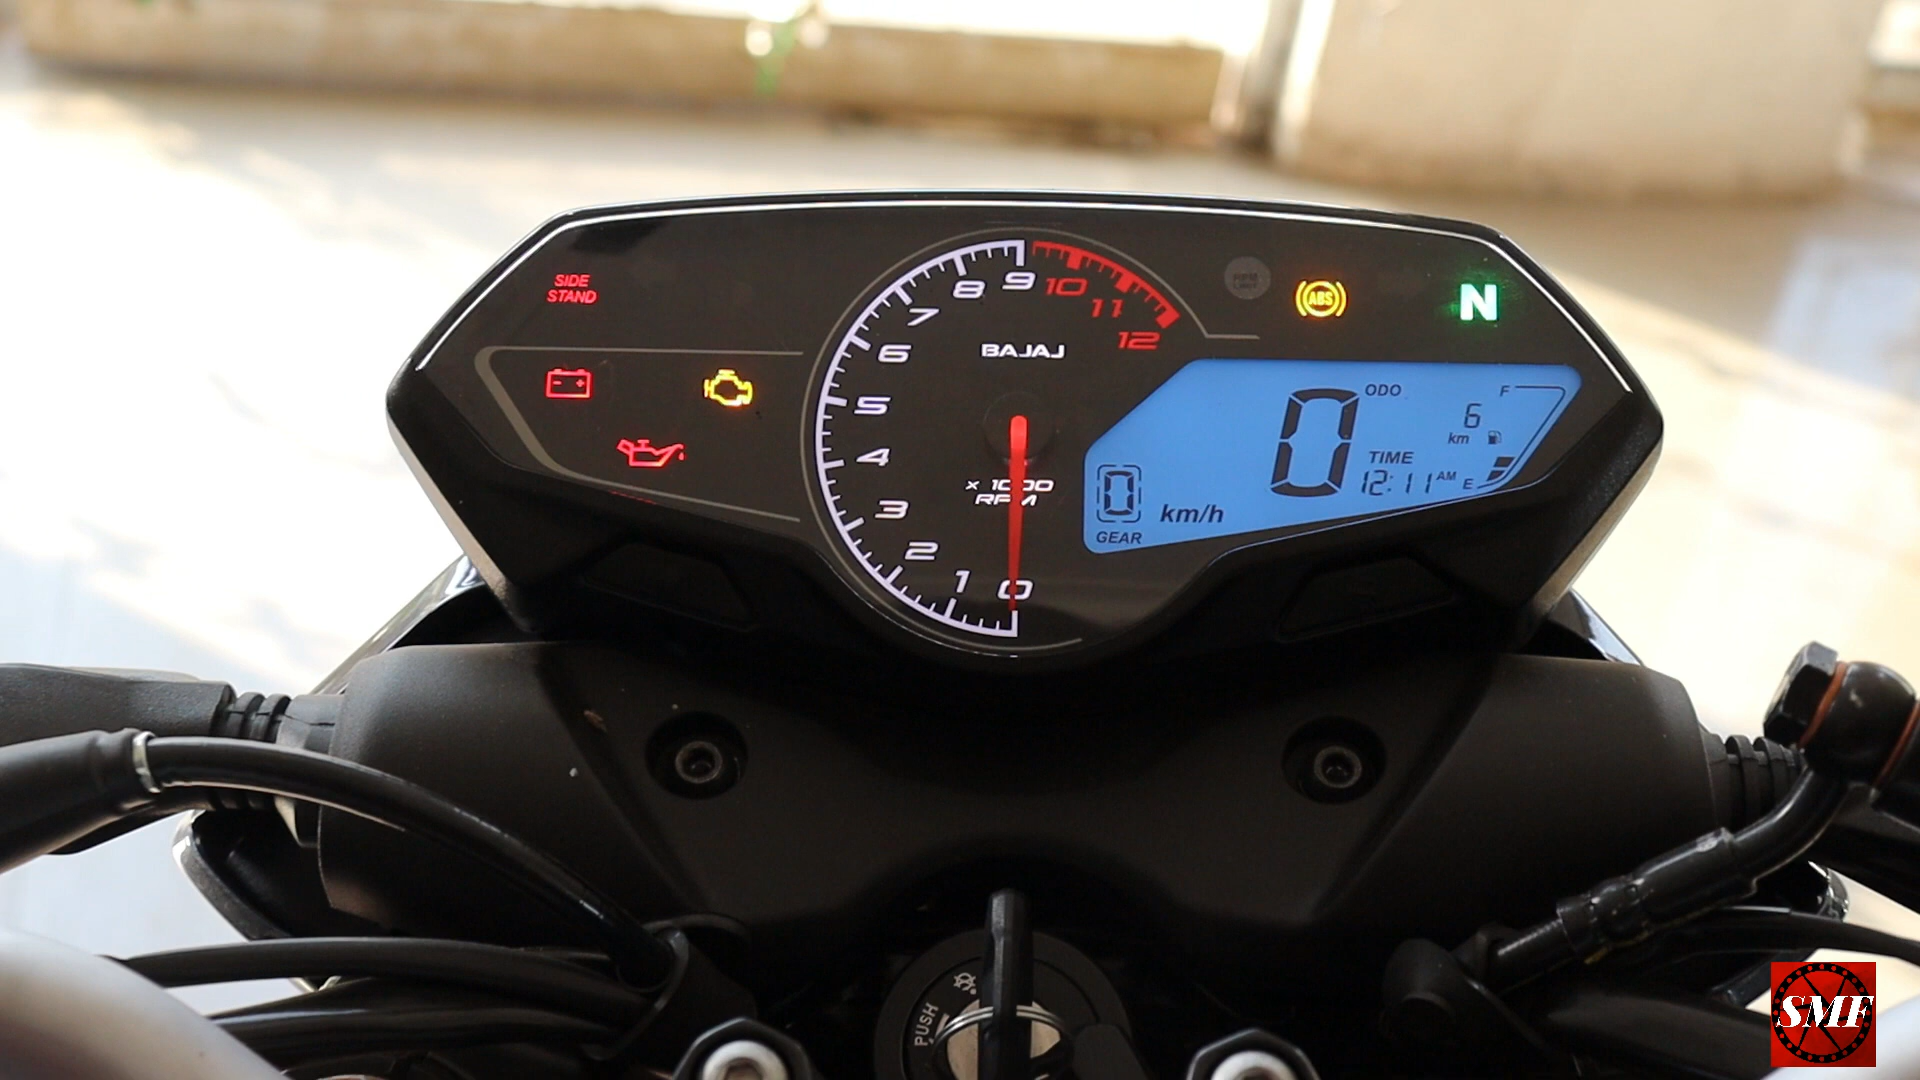 SIDE
STAND
9
8
10
7
11
12
6
BAJAJ
5
4
x 1000
RPM
3
2
1
0
ABS
N
0
ODO
F
6
km
TIME
12:11 AM
E
0
km/h
GEAR
PUSH
SMF